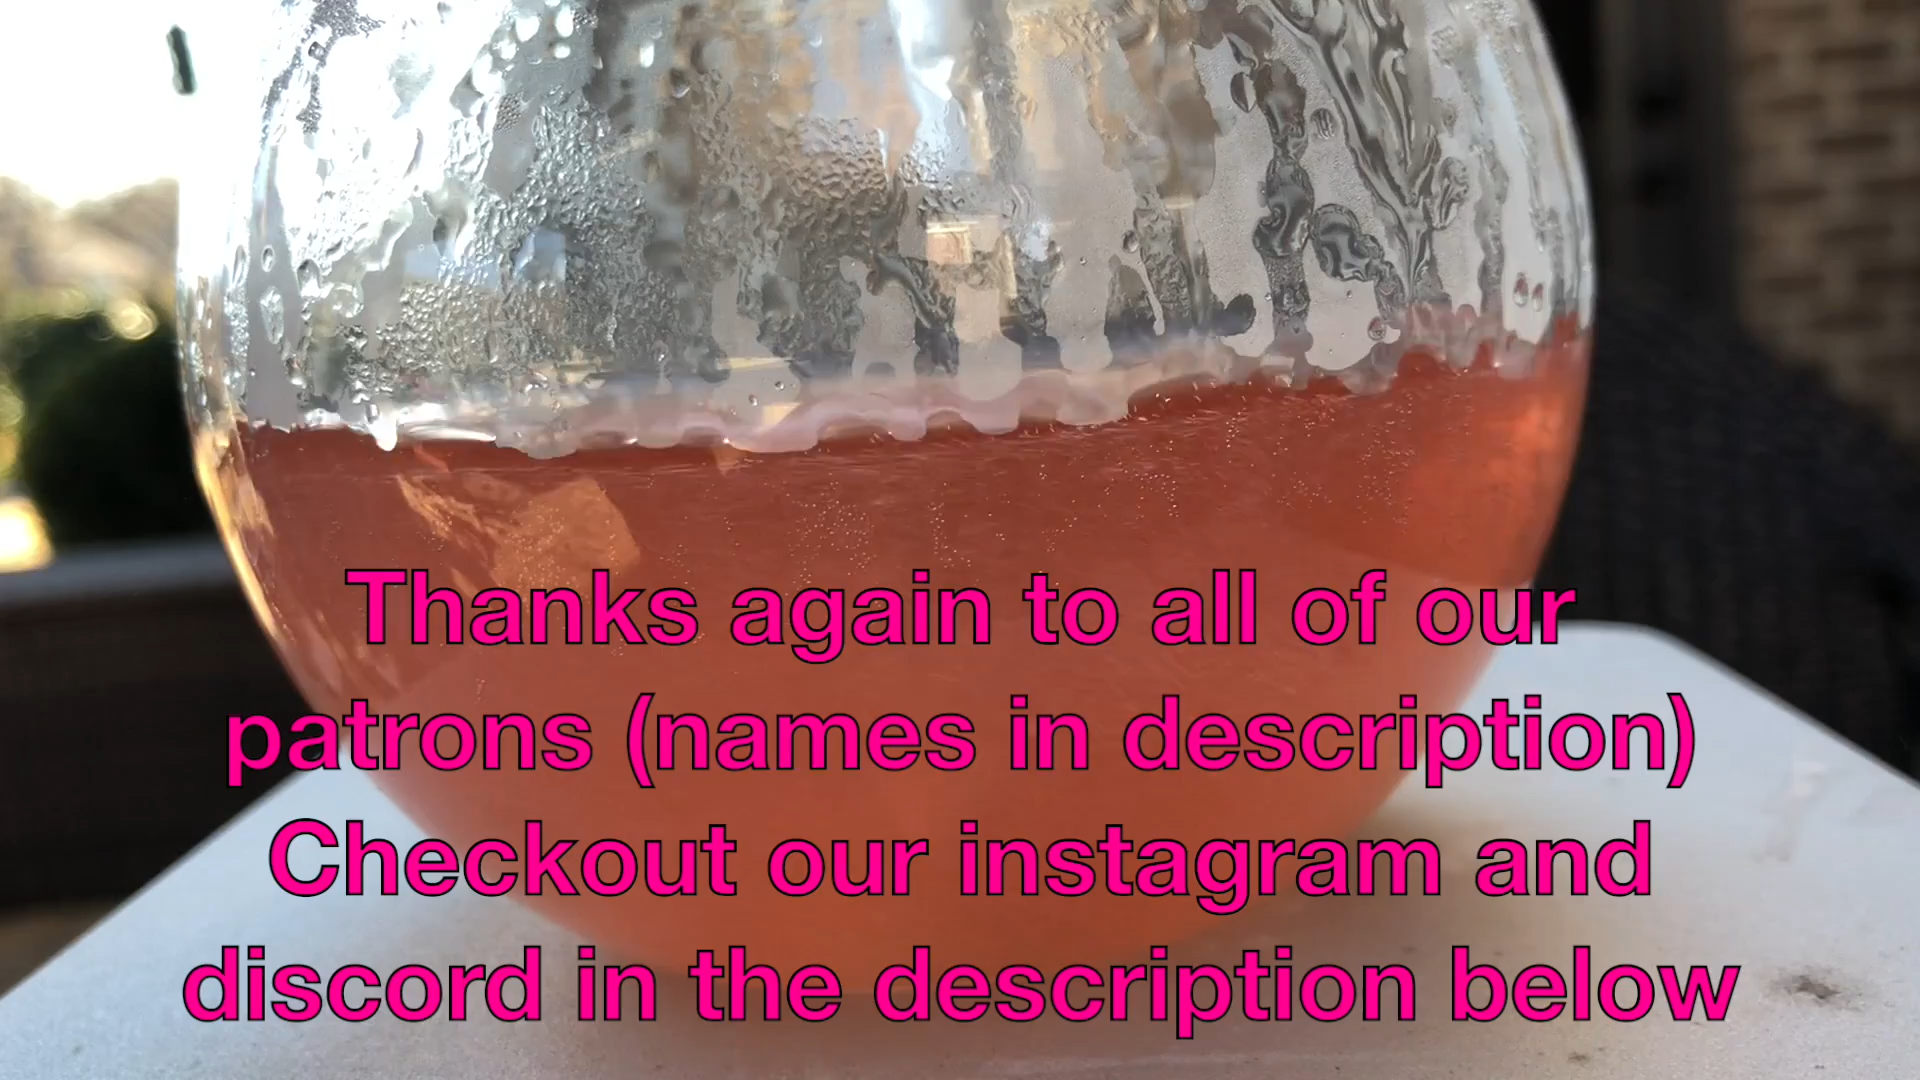 Thanks again to all of our
patrons (names in description)
Checkout our instagram and
discord in the description below